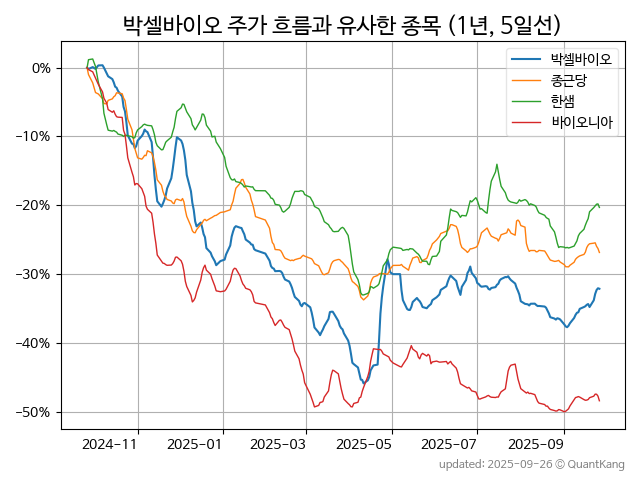 박셀바이오 주가 흐름과 유사한 종목 (1년, 5일선)
박셀바이오
종근당
한샘
바이오니아
0%
−10%
−20%
−30%
−40%
−50%
2024-11 2025-01 2025-03 2025-05 2025-07 2025-09
updated: 2025-09-26 © QuantKang